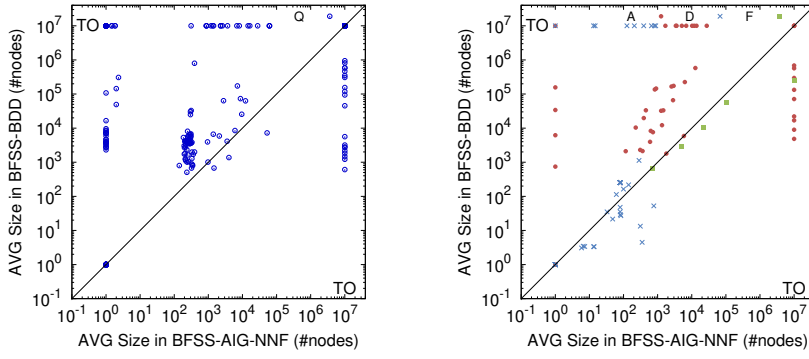 Q
TO
10^7
10^6
10^5
10^4
10^3
10^2
10^1
10^0
10^-1
AVG Size in BFSS-BDD (#nodes)
TO
10^-1 10^0 10^1 10^2 10^3 10^4 10^5 10^6 10^7
AVG Size in BFSS-AIG-NNF (#nodes)
A D F
TO
10^7
10^6
10^5
10^4
10^3
10^2
10^1
10^0
10^-1
AVG Size in BFSS-BDD (#nodes)
TO
10^-1 10^0 10^1 10^2 10^3 10^4 10^5 10^6 10^7
AVG Size in BFSS-AIG-NNF (#nodes)